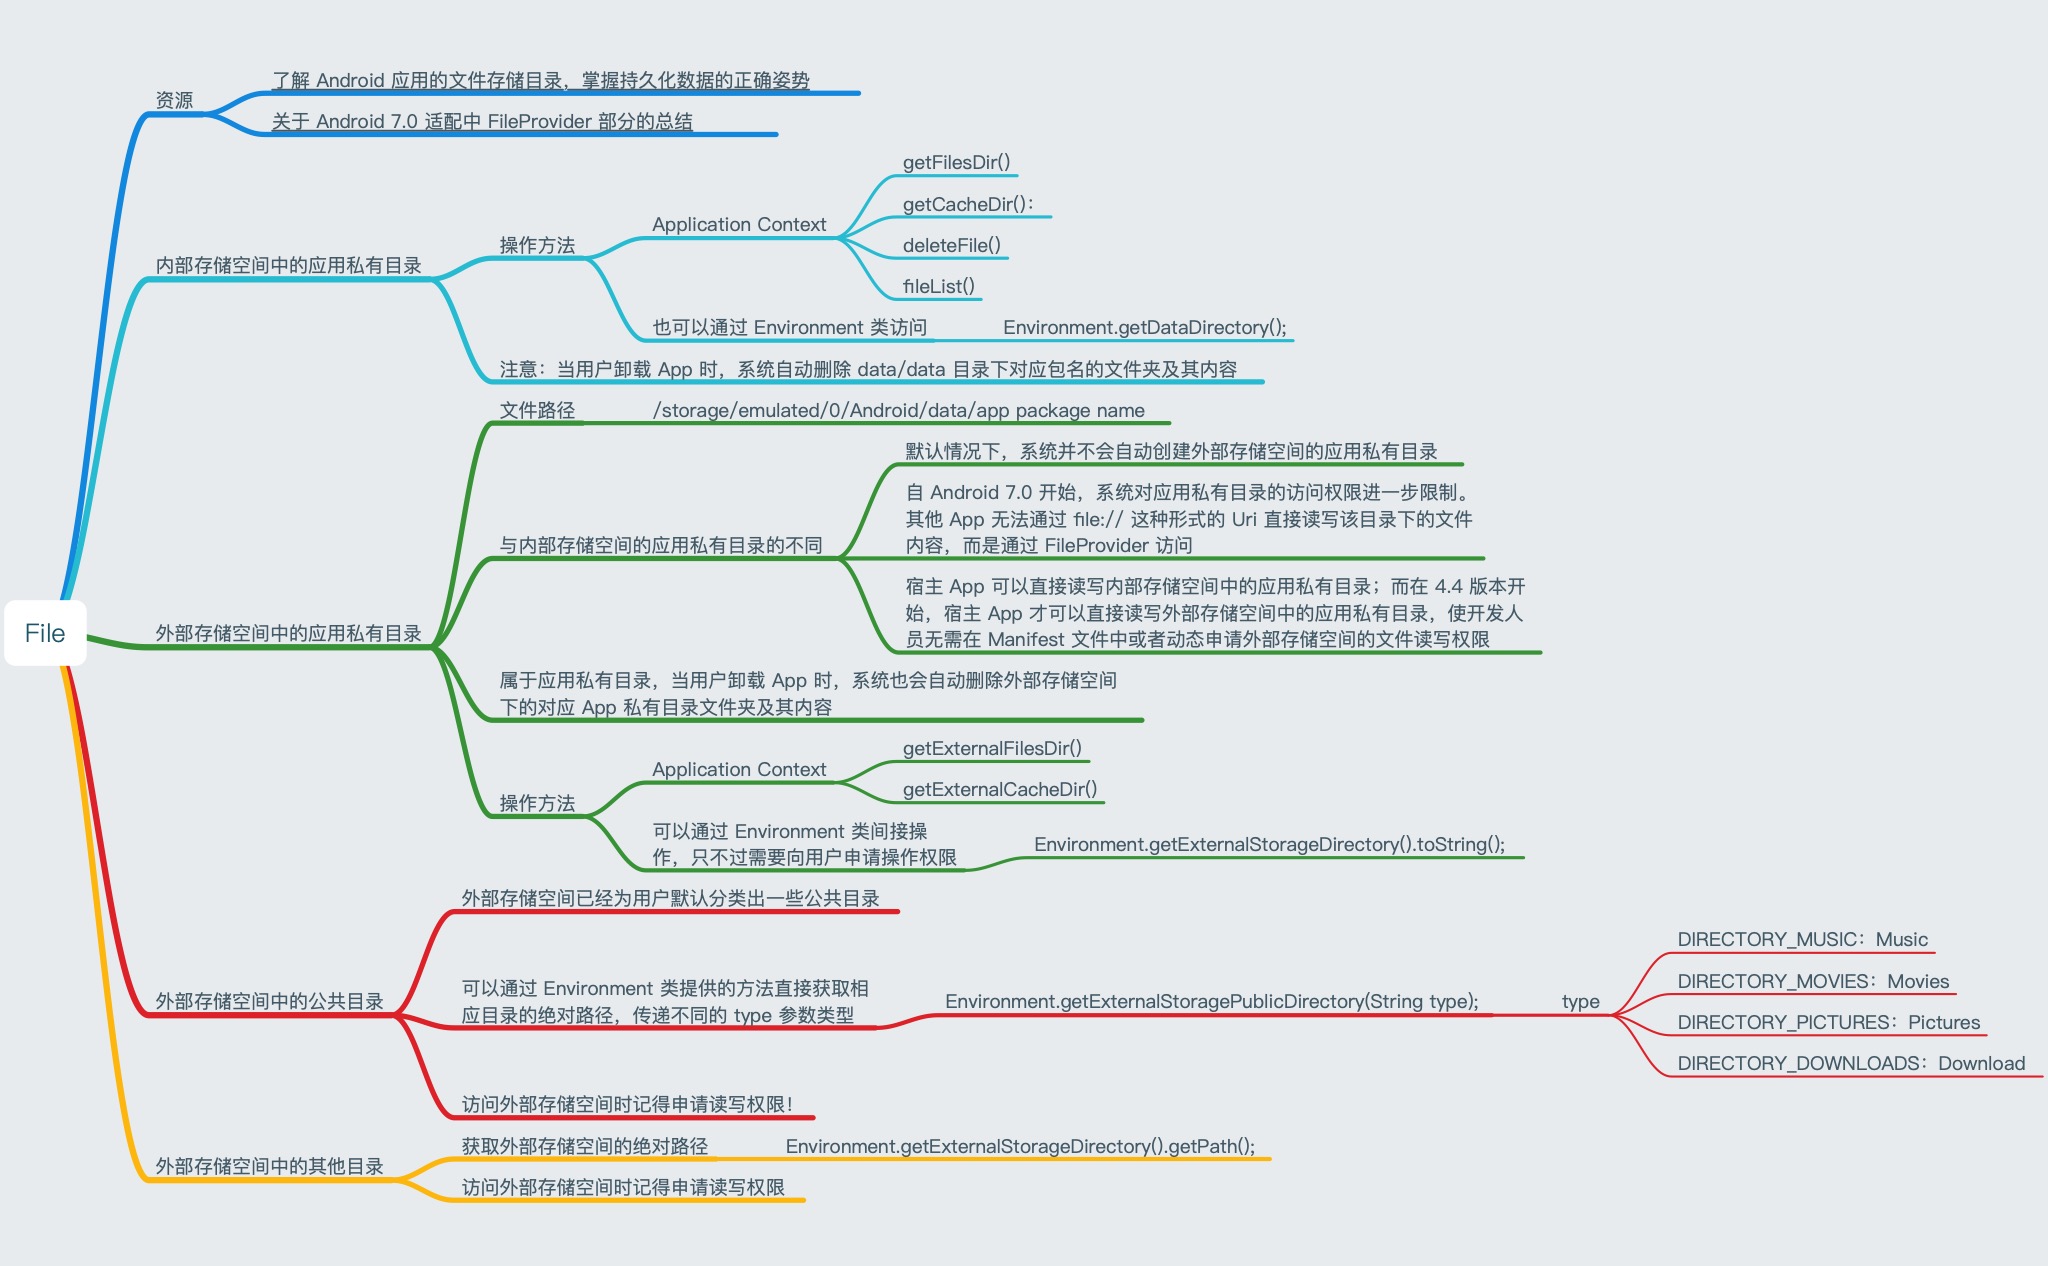 了解 Android 应用的文件存储目录，掌握持久化数据的正确姿势
资源
关于 Android 7.0 适配中 FileProvider 部分的总结
getFilesDir()
getCacheDir()：
Application Context
deleteFile()
操作方法
fileList()
内部存储空间中的应用私有目录
也可以通过 Environment 类访问
Environment.getDataDirectory();
注意：当用户卸载 App 时，系统自动删除 data/data 目录下对应包名的文件夹及其内容
文件路径
/storage/emulated/0/Android/data/app package name
默认情况下，系统并不会自动创建外部存储空间的应用私有目录
自 Android 7.0 开始，系统对应用私有目录的访问权限进一步限制。
其他 App 无法通过 file:// 这种形式的 Uri 直接读写该目录下的文件
内容，而是通过 FileProvider 访问
与内部存储空间的应用私有目录的不同
宿主 App 可以直接读写内部存储空间中的应用私有目录；而在 4.4 版本开
始，宿主 App 才可以直接读写外部存储空间中的应用私有目录，使开发人
员无需在 Manifest 文件中或者动态申请外部存储空间的文件读写权限
File
外部存储空间中的应用私有目录
属于应用私有目录，当用户卸载 App 时，系统也会自动删除外部存储空间
下的对应 App 私有目录文件夹及其内容
getExternalFilesDir()
Application Context
getExternalCacheDir()
操作方法
可以通过 Environment 类间接操
作，只不过需要向用户申请操作权限
Environment.getExternalStorageDirectory().toString();
外部存储空间已经为用户默认分类出一些公共目录
外部存储空间中的公共目录
可以通过 Environment 类提供的方法直接获取相
应目录的绝对路径，传递不同的 type 参数类型
Environment.getExternalStoragePublicDirectory(String type);
type
DIRECTORY_MUSIC：Music
DIRECTORY_MOVIES：Movies
DIRECTORY_PICTURES：Pictures
DIRECTORY_DOWNLOADS：Download
访问外部存储空间时记得申请读写权限！
获取外部存储空间的绝对路径
Environment.getExternalStorageDirectory().getPath();
外部存储空间中的其他目录
访问外部存储空间时记得申请读写权限